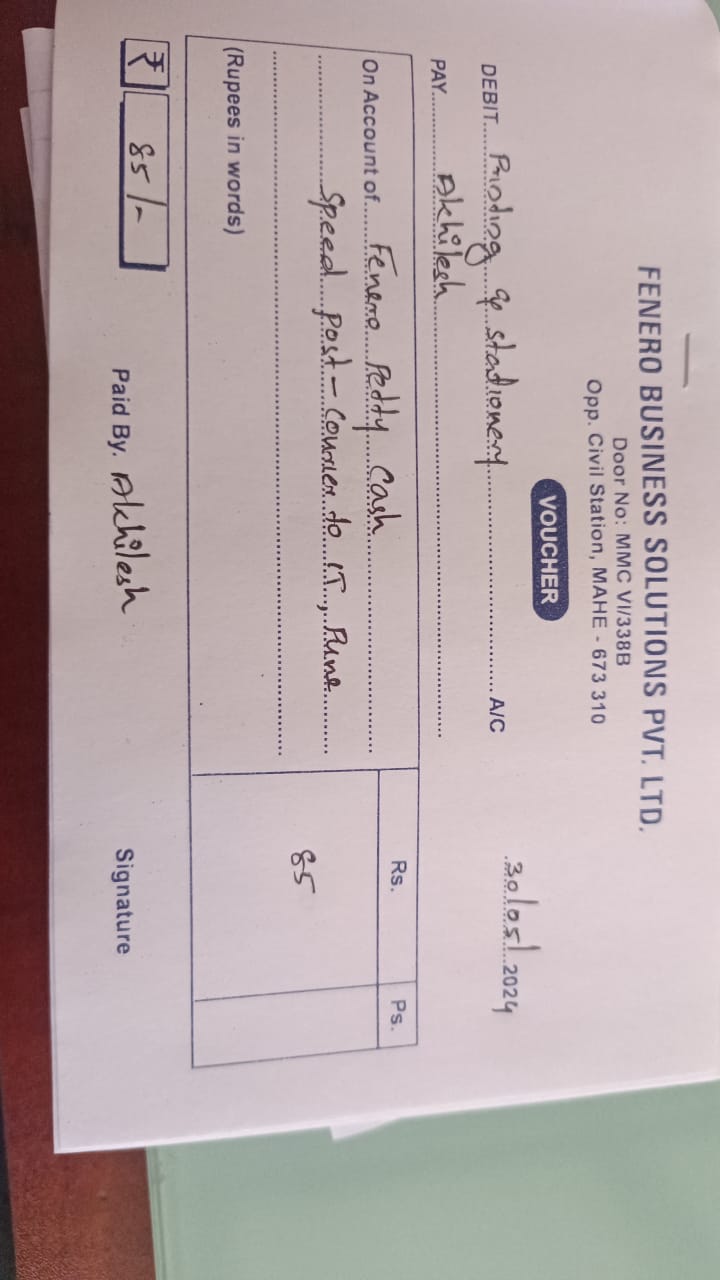 FENERO BUSINESS SOLUTIONS PVT. LTD.
Door No: MMC VI/338B
Opp. Civil Station, MAHE - 673 310
VOUCHER
30/05/2024
DEBIT Printing & stationery A/C
PAY Akhilesh
Rs. Ps.
On Account of Fenero Petty Cash
Speed post - Courier to IT, Pune 85
(Rupees in words)
₹ 85/- Paid By. Akhilesh Signature